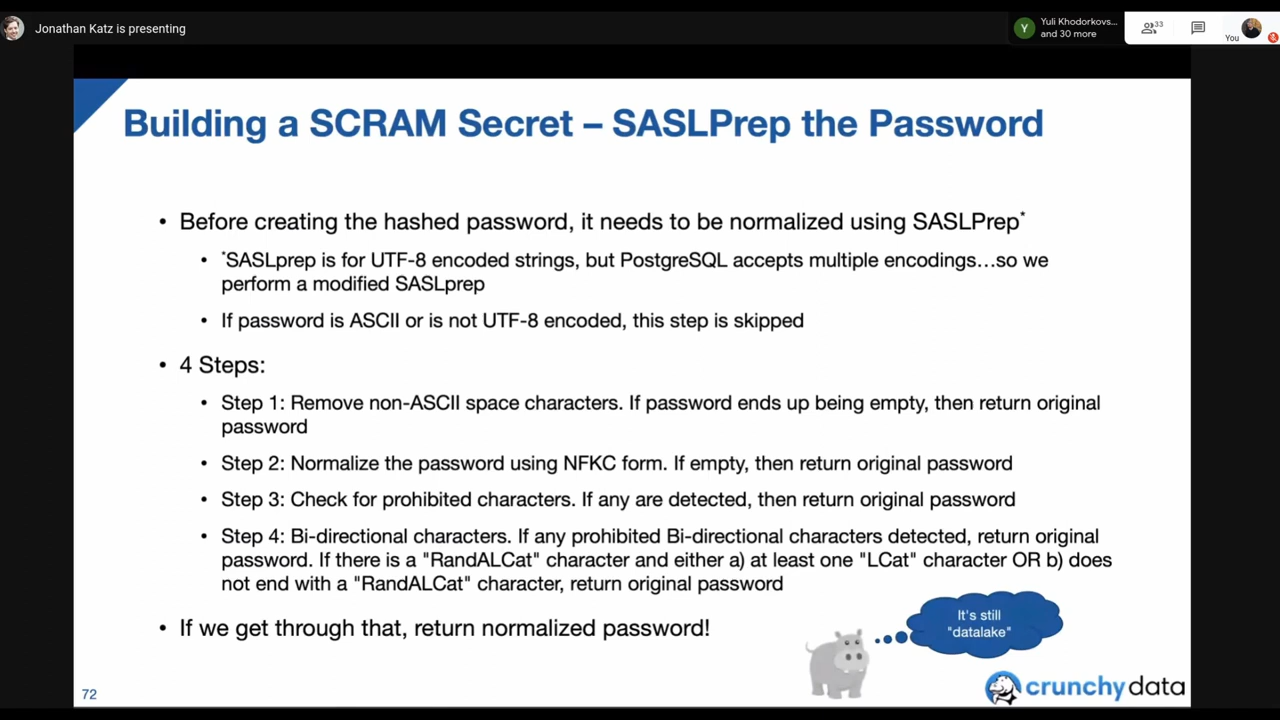 Jonathan Katz is presenting
Y
Yuli Khodorkovs...
and 30 more
33
You
Building a SCRAM Secret – SASLPrep the Password
• Before creating the hashed password, it needs to be normalized using SASLPrep*
• *SASLprep is for UTF-8 encoded strings, but PostgreSQL accepts multiple encodings…so we
perform a modified SASLprep
• If password is ASCII or is not UTF-8 encoded, this step is skipped
• 4 Steps:
• Step 1: Remove non-ASCII space characters. If password ends up being empty, then return original
password
• Step 2: Normalize the password using NFKC form. If empty, then return original password
• Step 3: Check for prohibited characters. If any are detected, then return original password
• Step 4: Bi-directional characters. If any prohibited Bi-directional characters detected, return original
password. If there is a "RandALCat" character and either a) at least one "LCat" character OR b) does
not end with a "RandALCat" character, return original password
• If we get through that, return normalized password!
It's still
"datalake"
72
crunchy data